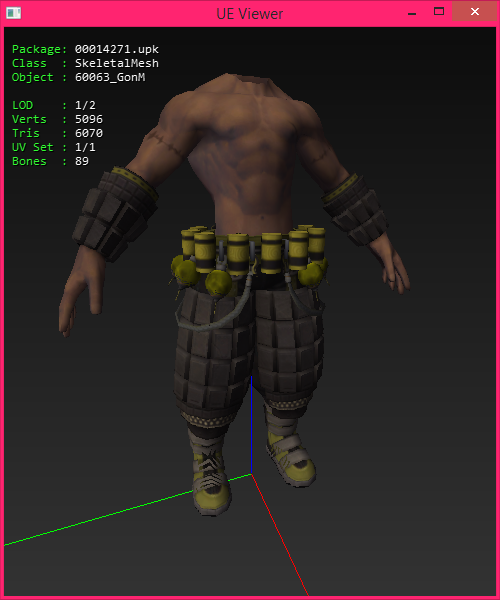 UE Viewer
Package: 00014271.upk
Class : SkeletalMesh
Object : 60063_GonM
LOD : 1/2
Verts : 5096
Tris : 6070
UV Set : 1/1
Bones : 89